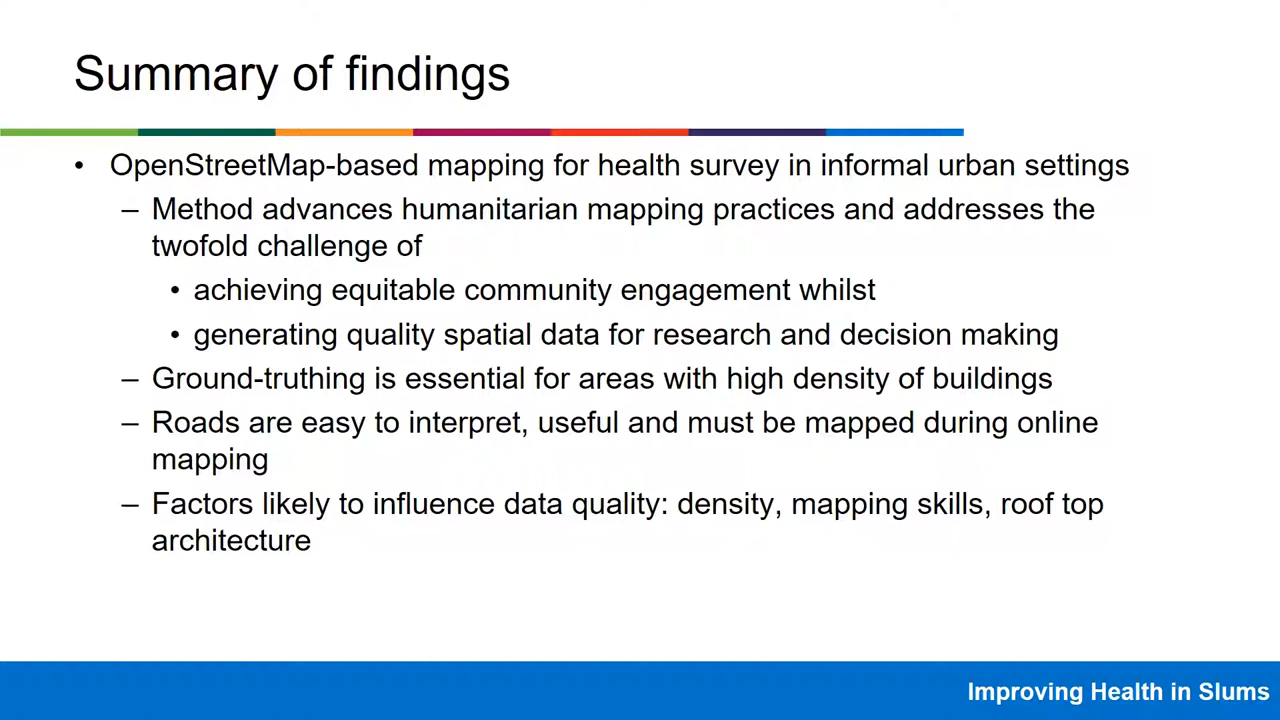 Summary of findings
• OpenStreetMap-based mapping for health survey in informal urban settings
– Method advances humanitarian mapping practices and addresses the
twofold challenge of
• achieving equitable community engagement whilst
• generating quality spatial data for research and decision making
– Ground-truthing is essential for areas with high density of buildings
– Roads are easy to interpret, useful and must be mapped during online
mapping
– Factors likely to influence data quality: density, mapping skills, roof top
architecture
Improving Health in Slums